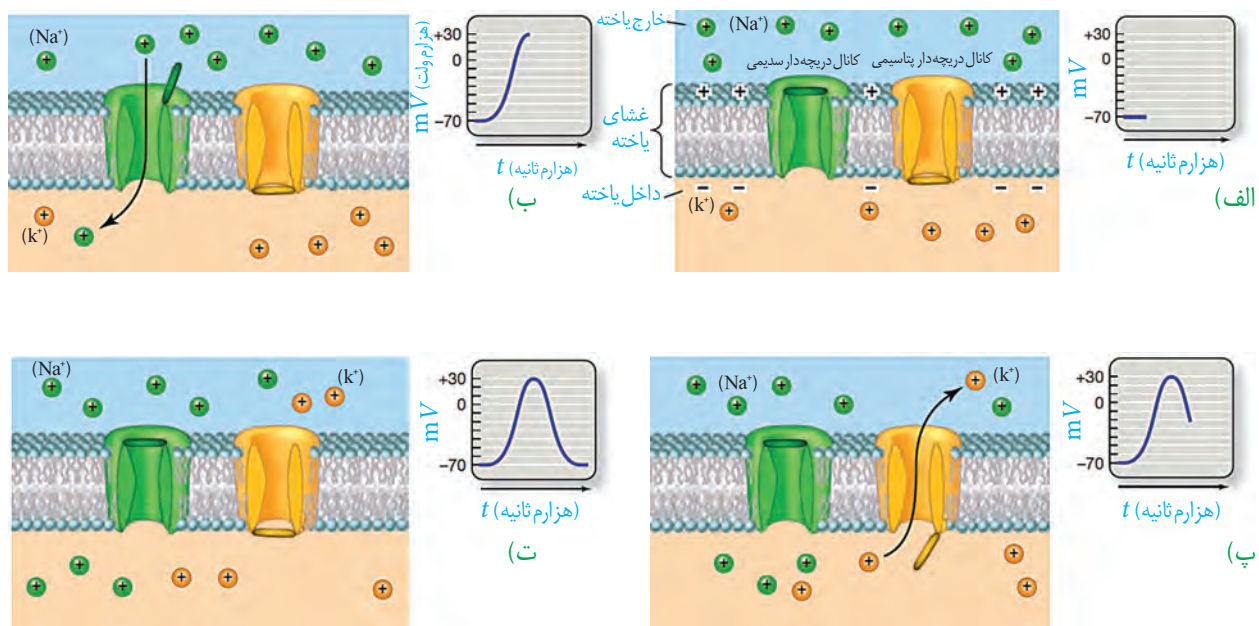 خارج یاخته
(Na⁺)
کانال دریچه‌دار سدیمی
کانال دریچه‌دار پتاسیمی
غشای
یاخته
داخل یاخته
(k⁺)
mV
+30
0
−70
t (هزارم ثانیه)
الف)
(Na⁺)
(k⁺)
mV (هزارم ولت)
+30
0
−70
t (هزارم ثانیه)
ب)
(Na⁺)
(k⁺)
mV
+30
0
−70
t (هزارم ثانیه)
پ)
(Na⁺)
(k⁺)
mV
+30
0
−70
t (هزارم ثانیه)
ت)